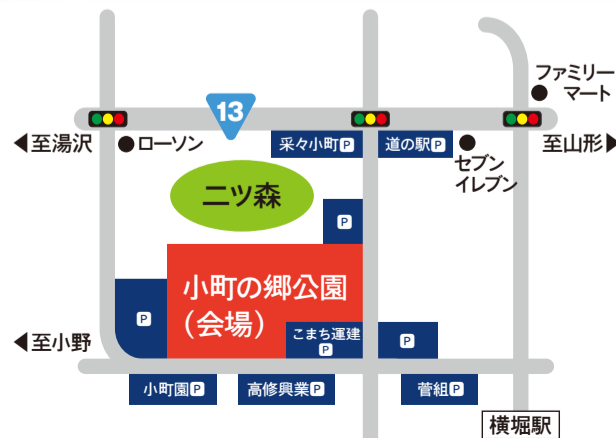 ファミリー
マート
13
◀至湯沢
ローソン
采々小町P
道の駅P
セブン
イレブン
至山形▶
二ツ森
P
小町の郷公園
（会場）
P
こまち運建
P
P
◀至小野
小町園P
高修興業P
菅組P
横堀駅